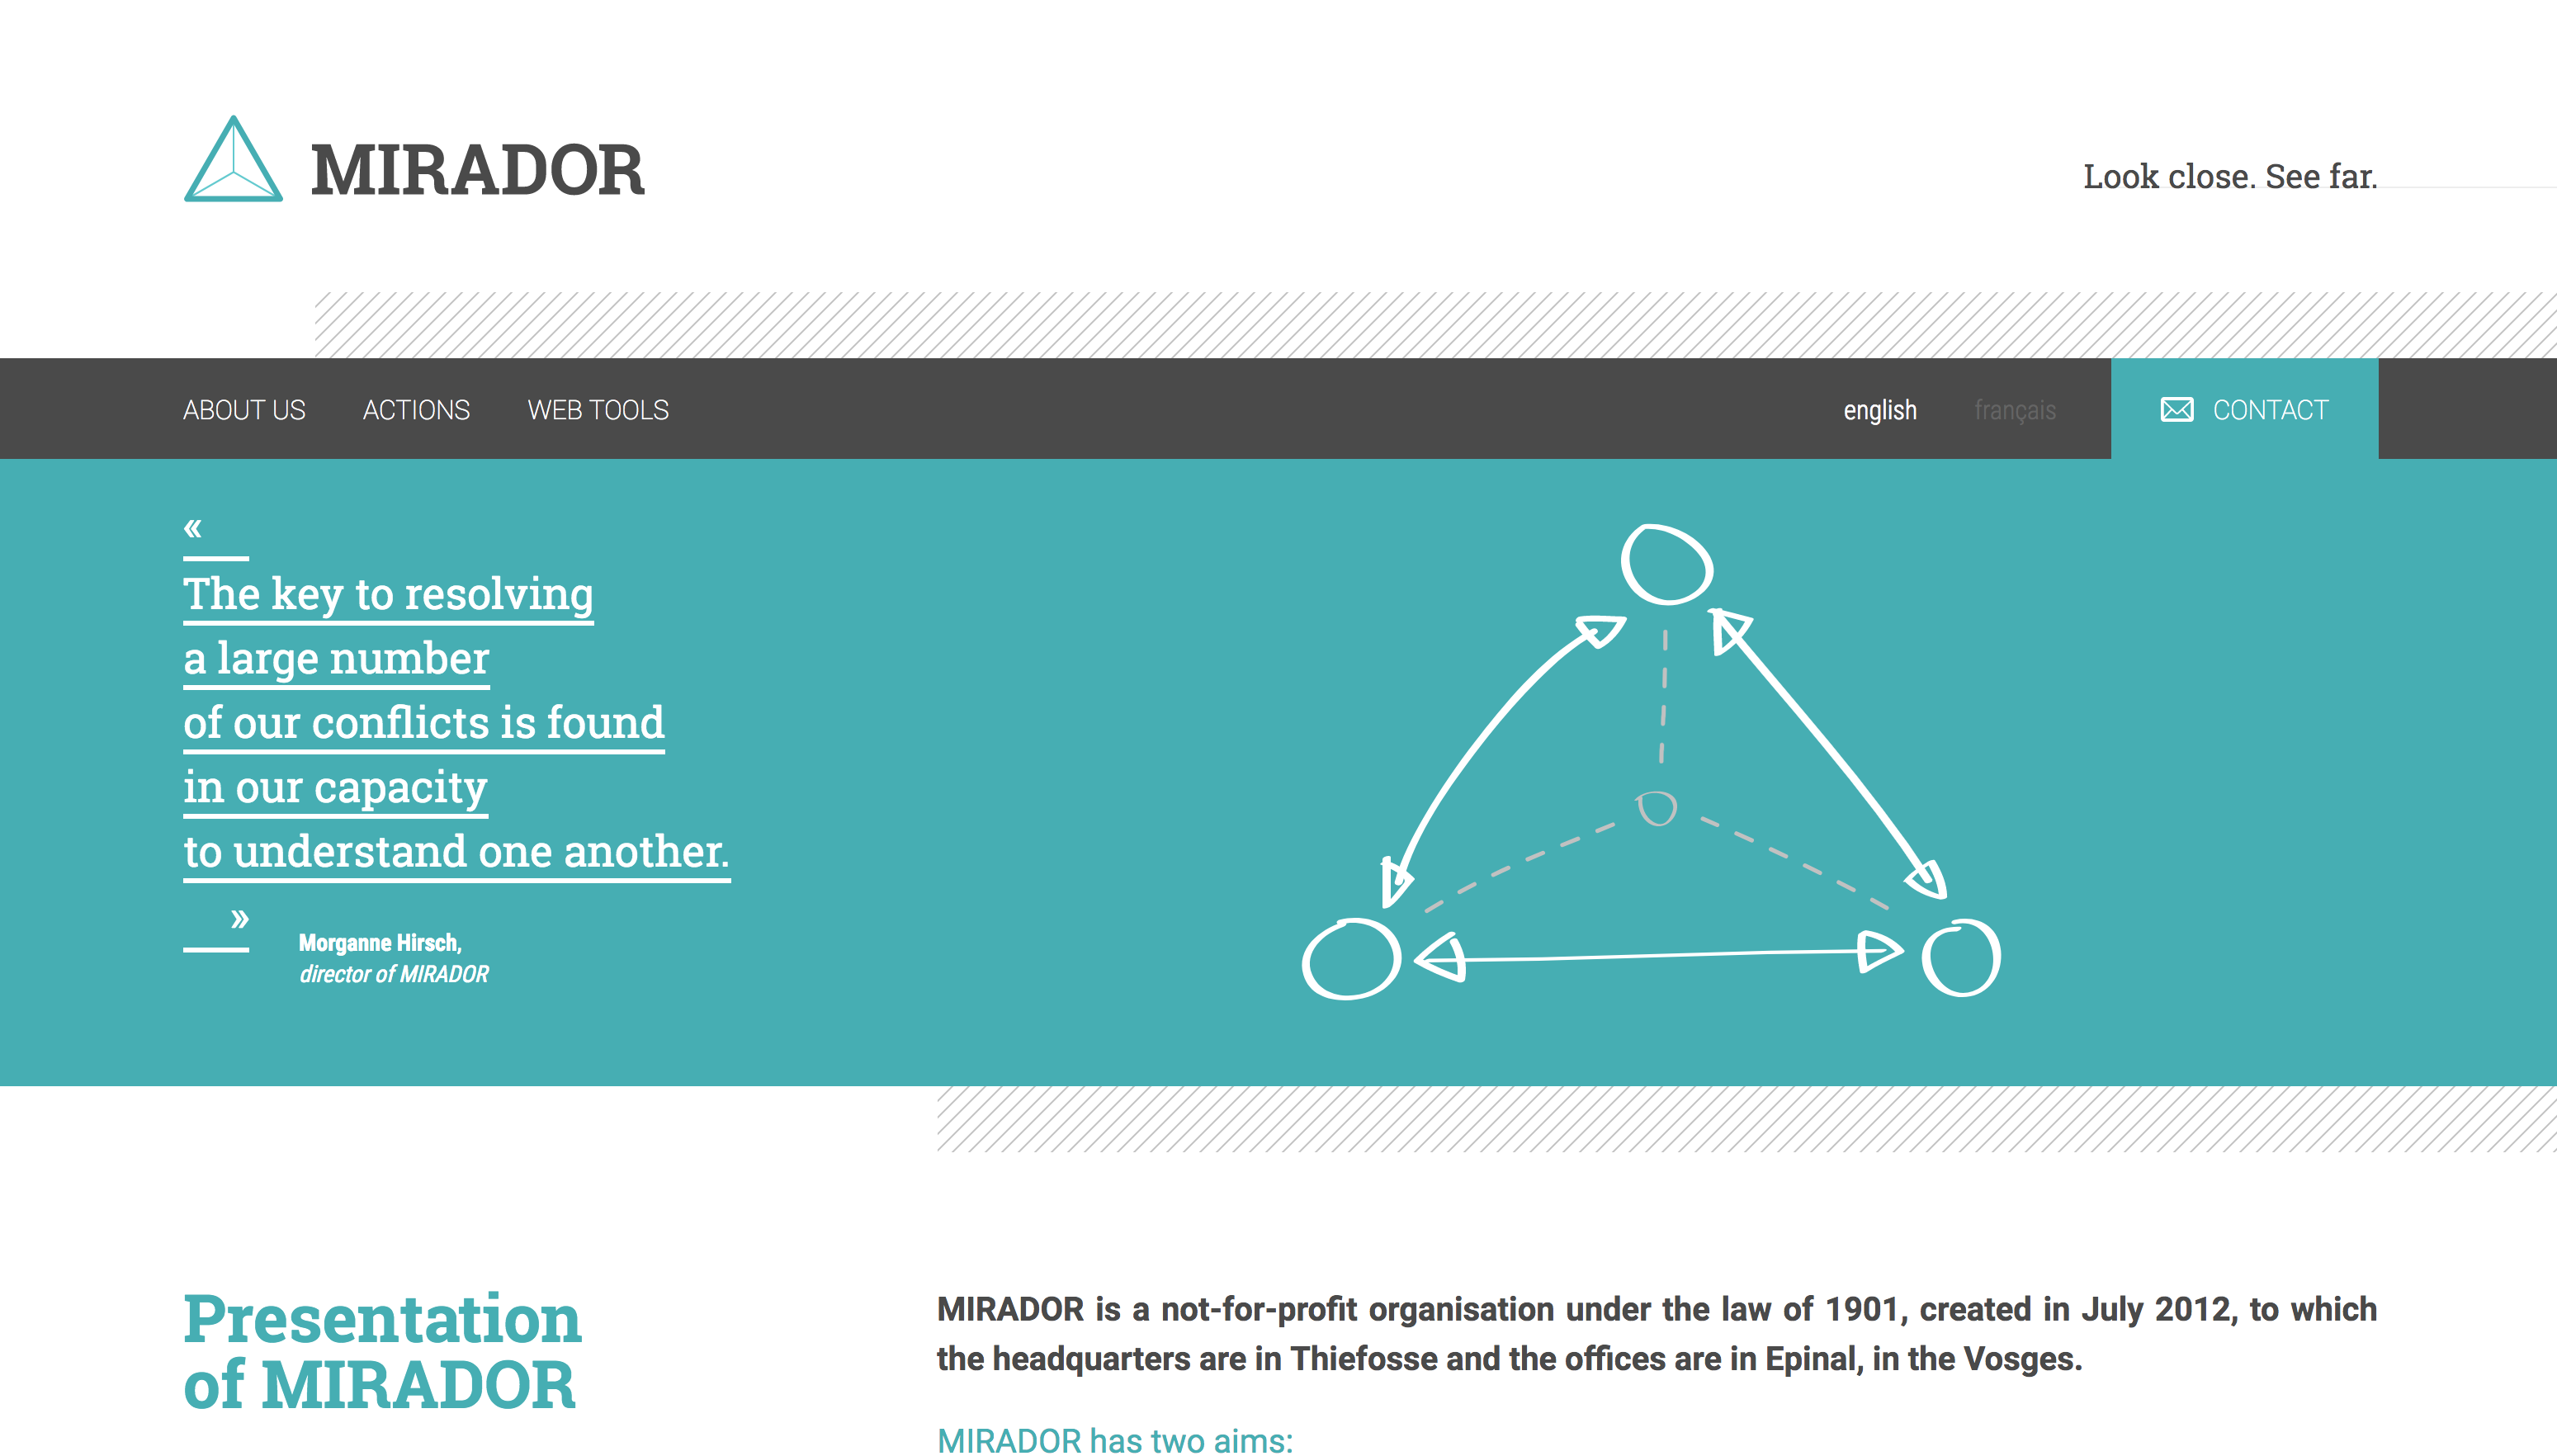 MIRADOR
Look close. See far.
ABOUT US
ACTIONS
WEB TOOLS
english
français
CONTACT
«
The key to resolving
a large number
of our conflicts is found
in our capacity
to understand one another.
»
Morganne Hirsch,
director of MIRADOR
Presentation
of MIRADOR
MIRADOR is a not-for-profit organisation under the law of 1901, created in July 2012, to which
the headquarters are in Thiefosse and the offices are in Epinal, in the Vosges.
MIRADOR has two aims: